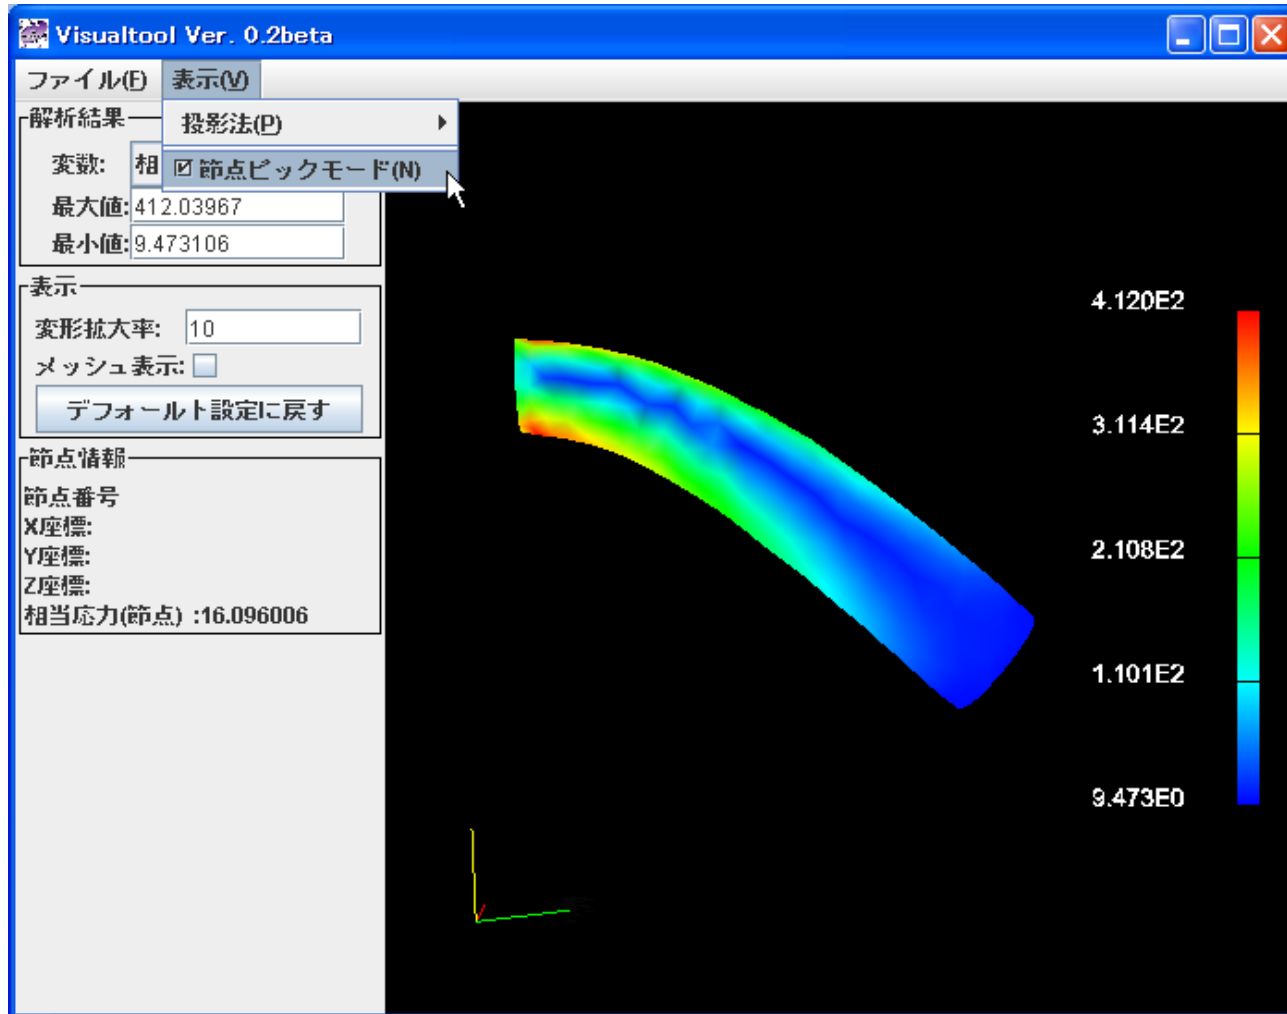 Visualtool Ver. 0.2beta
ファイル(F) 表示(V)
投影法(P)
節点ピックモード(N)
解析結果
変数: 相
最大値: 412.03967
最小値: 9.473106
表示
変形拡大率: 10
メッシュ表示:
デフォールト設定に戻す
節点情報
節点番号
X座標:
Y座標:
Z座標:
相当応力(節点) :16.096006
4.120E2
3.114E2
2.108E2
1.101E2
9.473E0